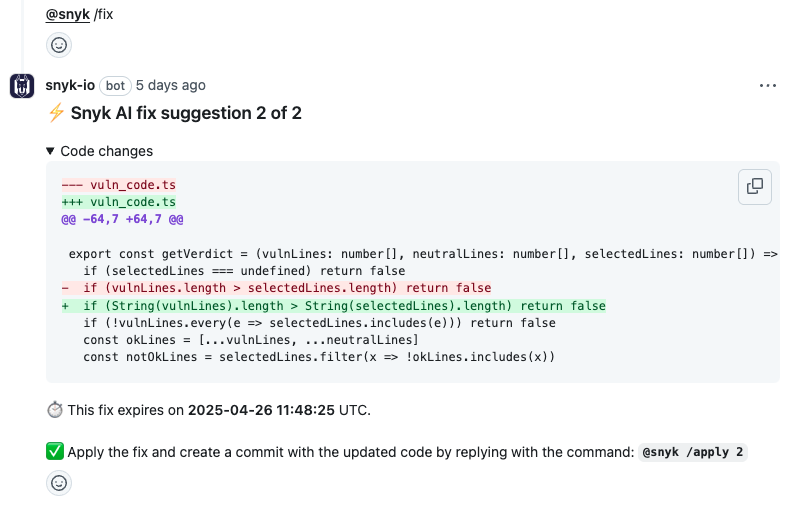 @snyk /fix
snyk-io bot 5 days ago
⚡ Snyk AI fix suggestion 2 of 2
▼ Code changes
--- vuln_code.ts
+++ vuln_code.ts
@@ -64,7 +64,7 @@
export const getVerdict = (vulnLines: number[], neutralLines: number[], selectedLines: number[]) =>
if (selectedLines === undefined) return false
-  if (vulnLines.length > selectedLines.length) return false
+  if (String(vulnLines).length > String(selectedLines).length) return false
if (!vulnLines.every(e => selectedLines.includes(e))) return false
const okLines = [...vulnLines, ...neutralLines]
const notOkLines = selectedLines.filter(x => !okLines.includes(x))
⏱️ This fix expires on 2025-04-26 11:48:25 UTC.
✅ Apply the fix and create a commit with the updated code by replying with the command: @snyk /apply 2